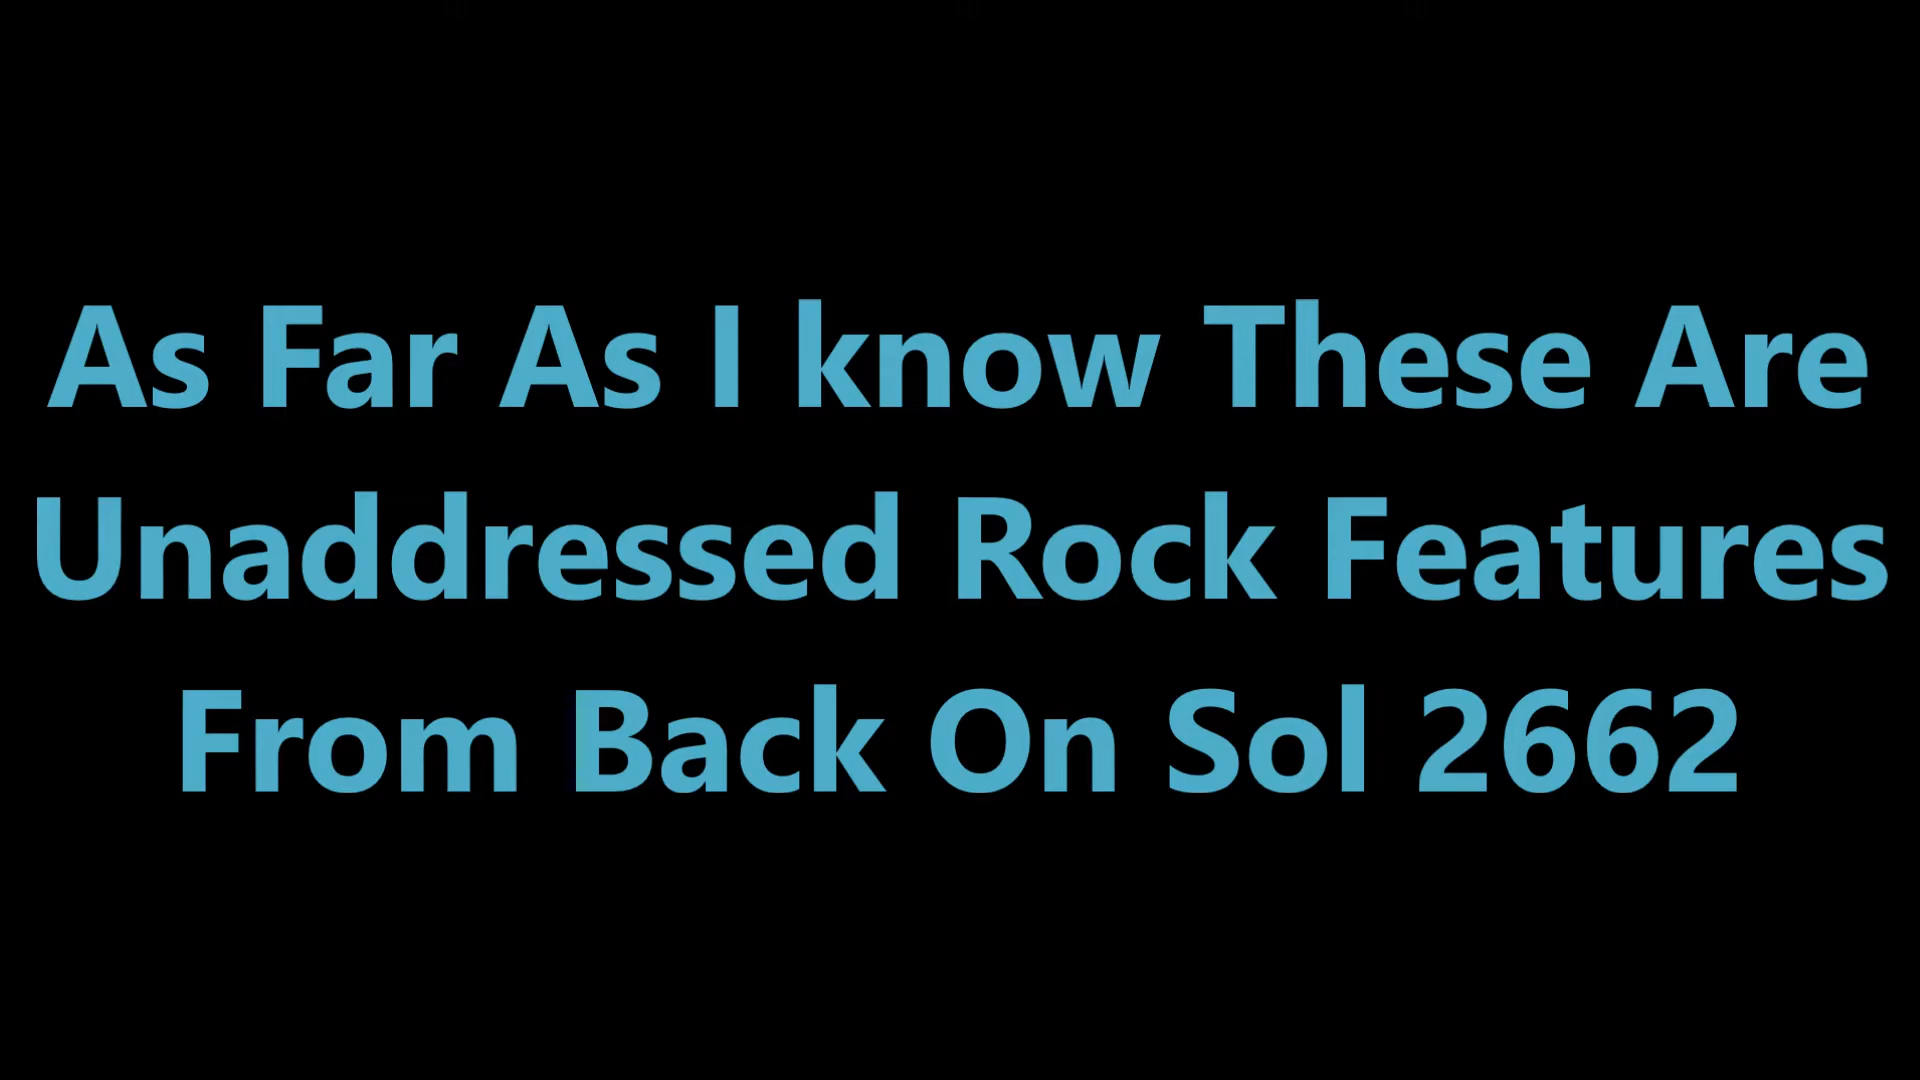 As Far As I know These Are
Unaddressed Rock Features
From Back On Sol 2662